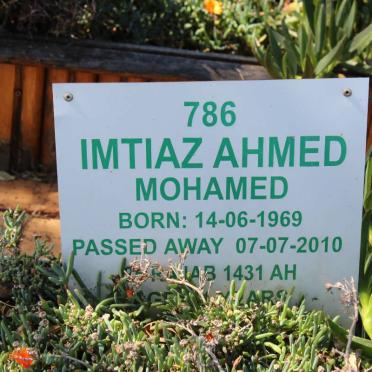 786
IMTIAZ AHMED
MOHAMED
BORN: 14-06-1969
PASSED AWAY 07-07-2010
1431 AH